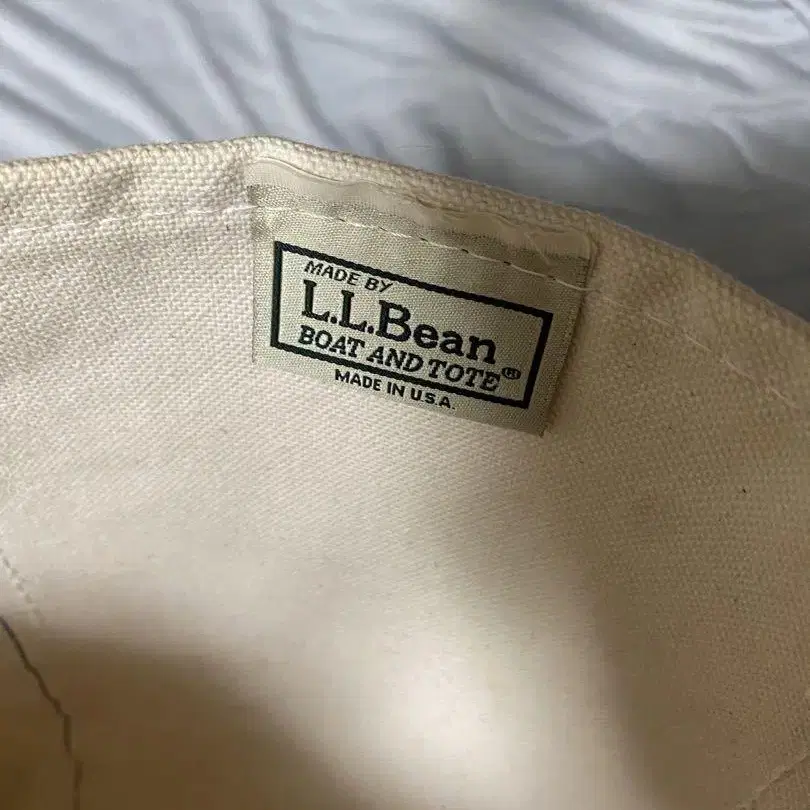 MADE BY
L.L.Bean
BOAT AND TOTE®
MADE IN U.S.A.